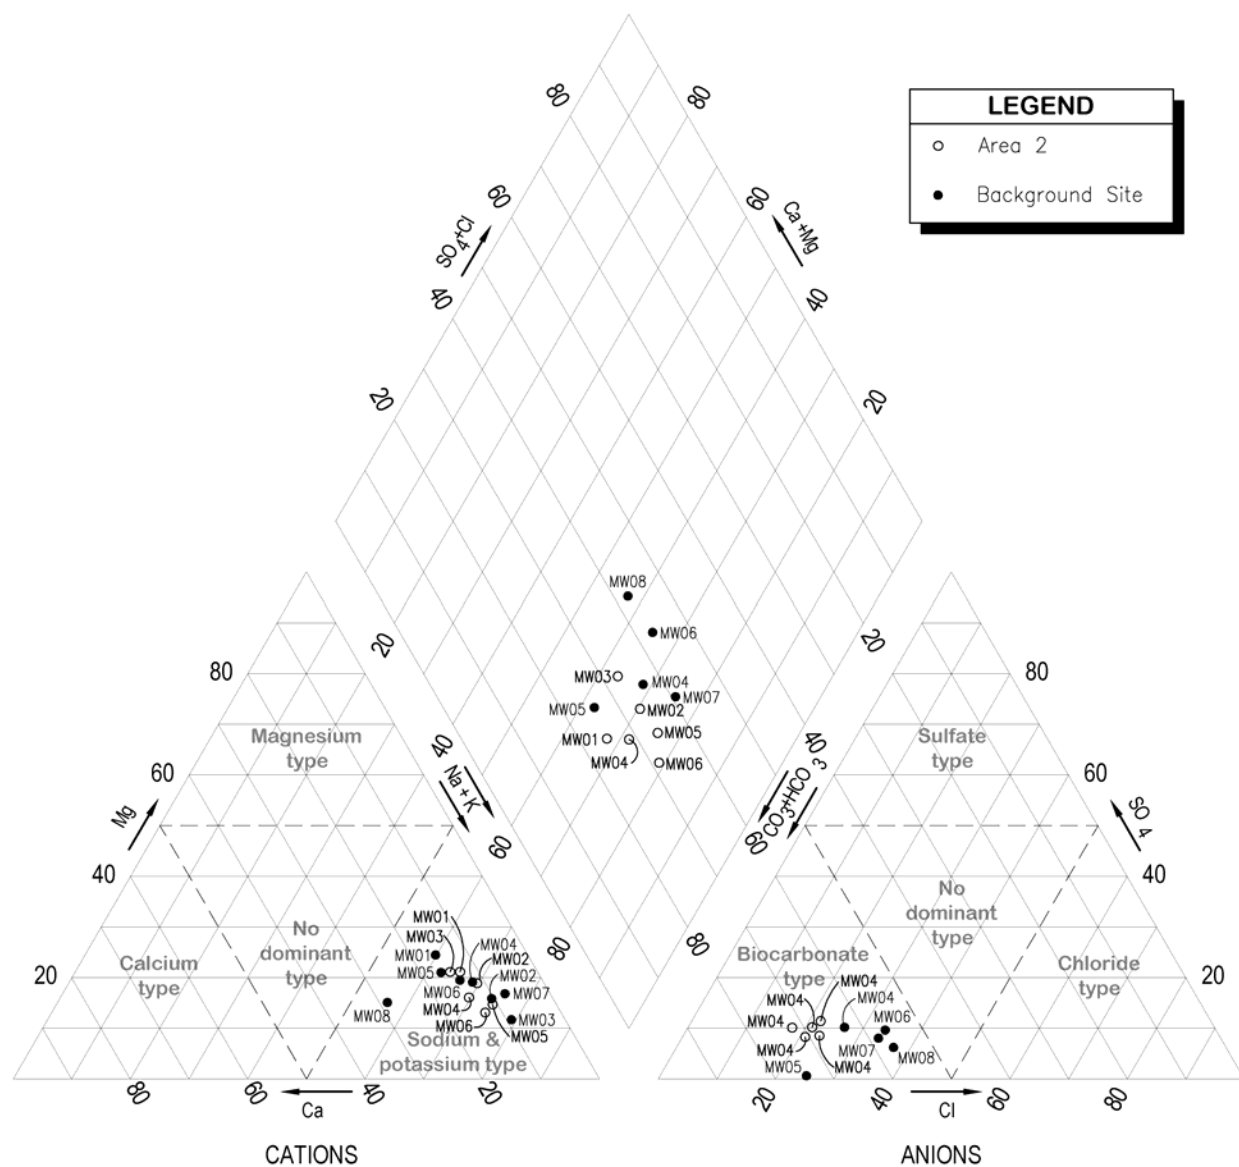 LEGEND
Area 2
Background Site
80
80
60
60
SO4+Cl
Ca+Mg
40
40
20
20
MW08
MW06
MW03
MW04
MW07
MW05
MW02
MW05
MW01
MW04
MW06
20
20
80
80
Magnesium
type
Sulfate
type
40
40
60
60
Mg
Na + K
CO3+HCO3
SO4
60
60
40
40
No
dominant
type
No
dominant
type
Calcium
type
Biocarbonate
type
Chloride
type
80
80
20
20
MW01
MW03
MW01
MW04
MW02
MW05
MW02
MW06
MW07
MW08
MW04
MW03
MW06
MW05
Sodium &
potassium type
MW04
MW04
MW04
MW06
MW04
MW04
MW07
MW08
MW05
MW04
80
60
40
20
Ca
20
40
60
80
Cl
CATIONS
ANIONS